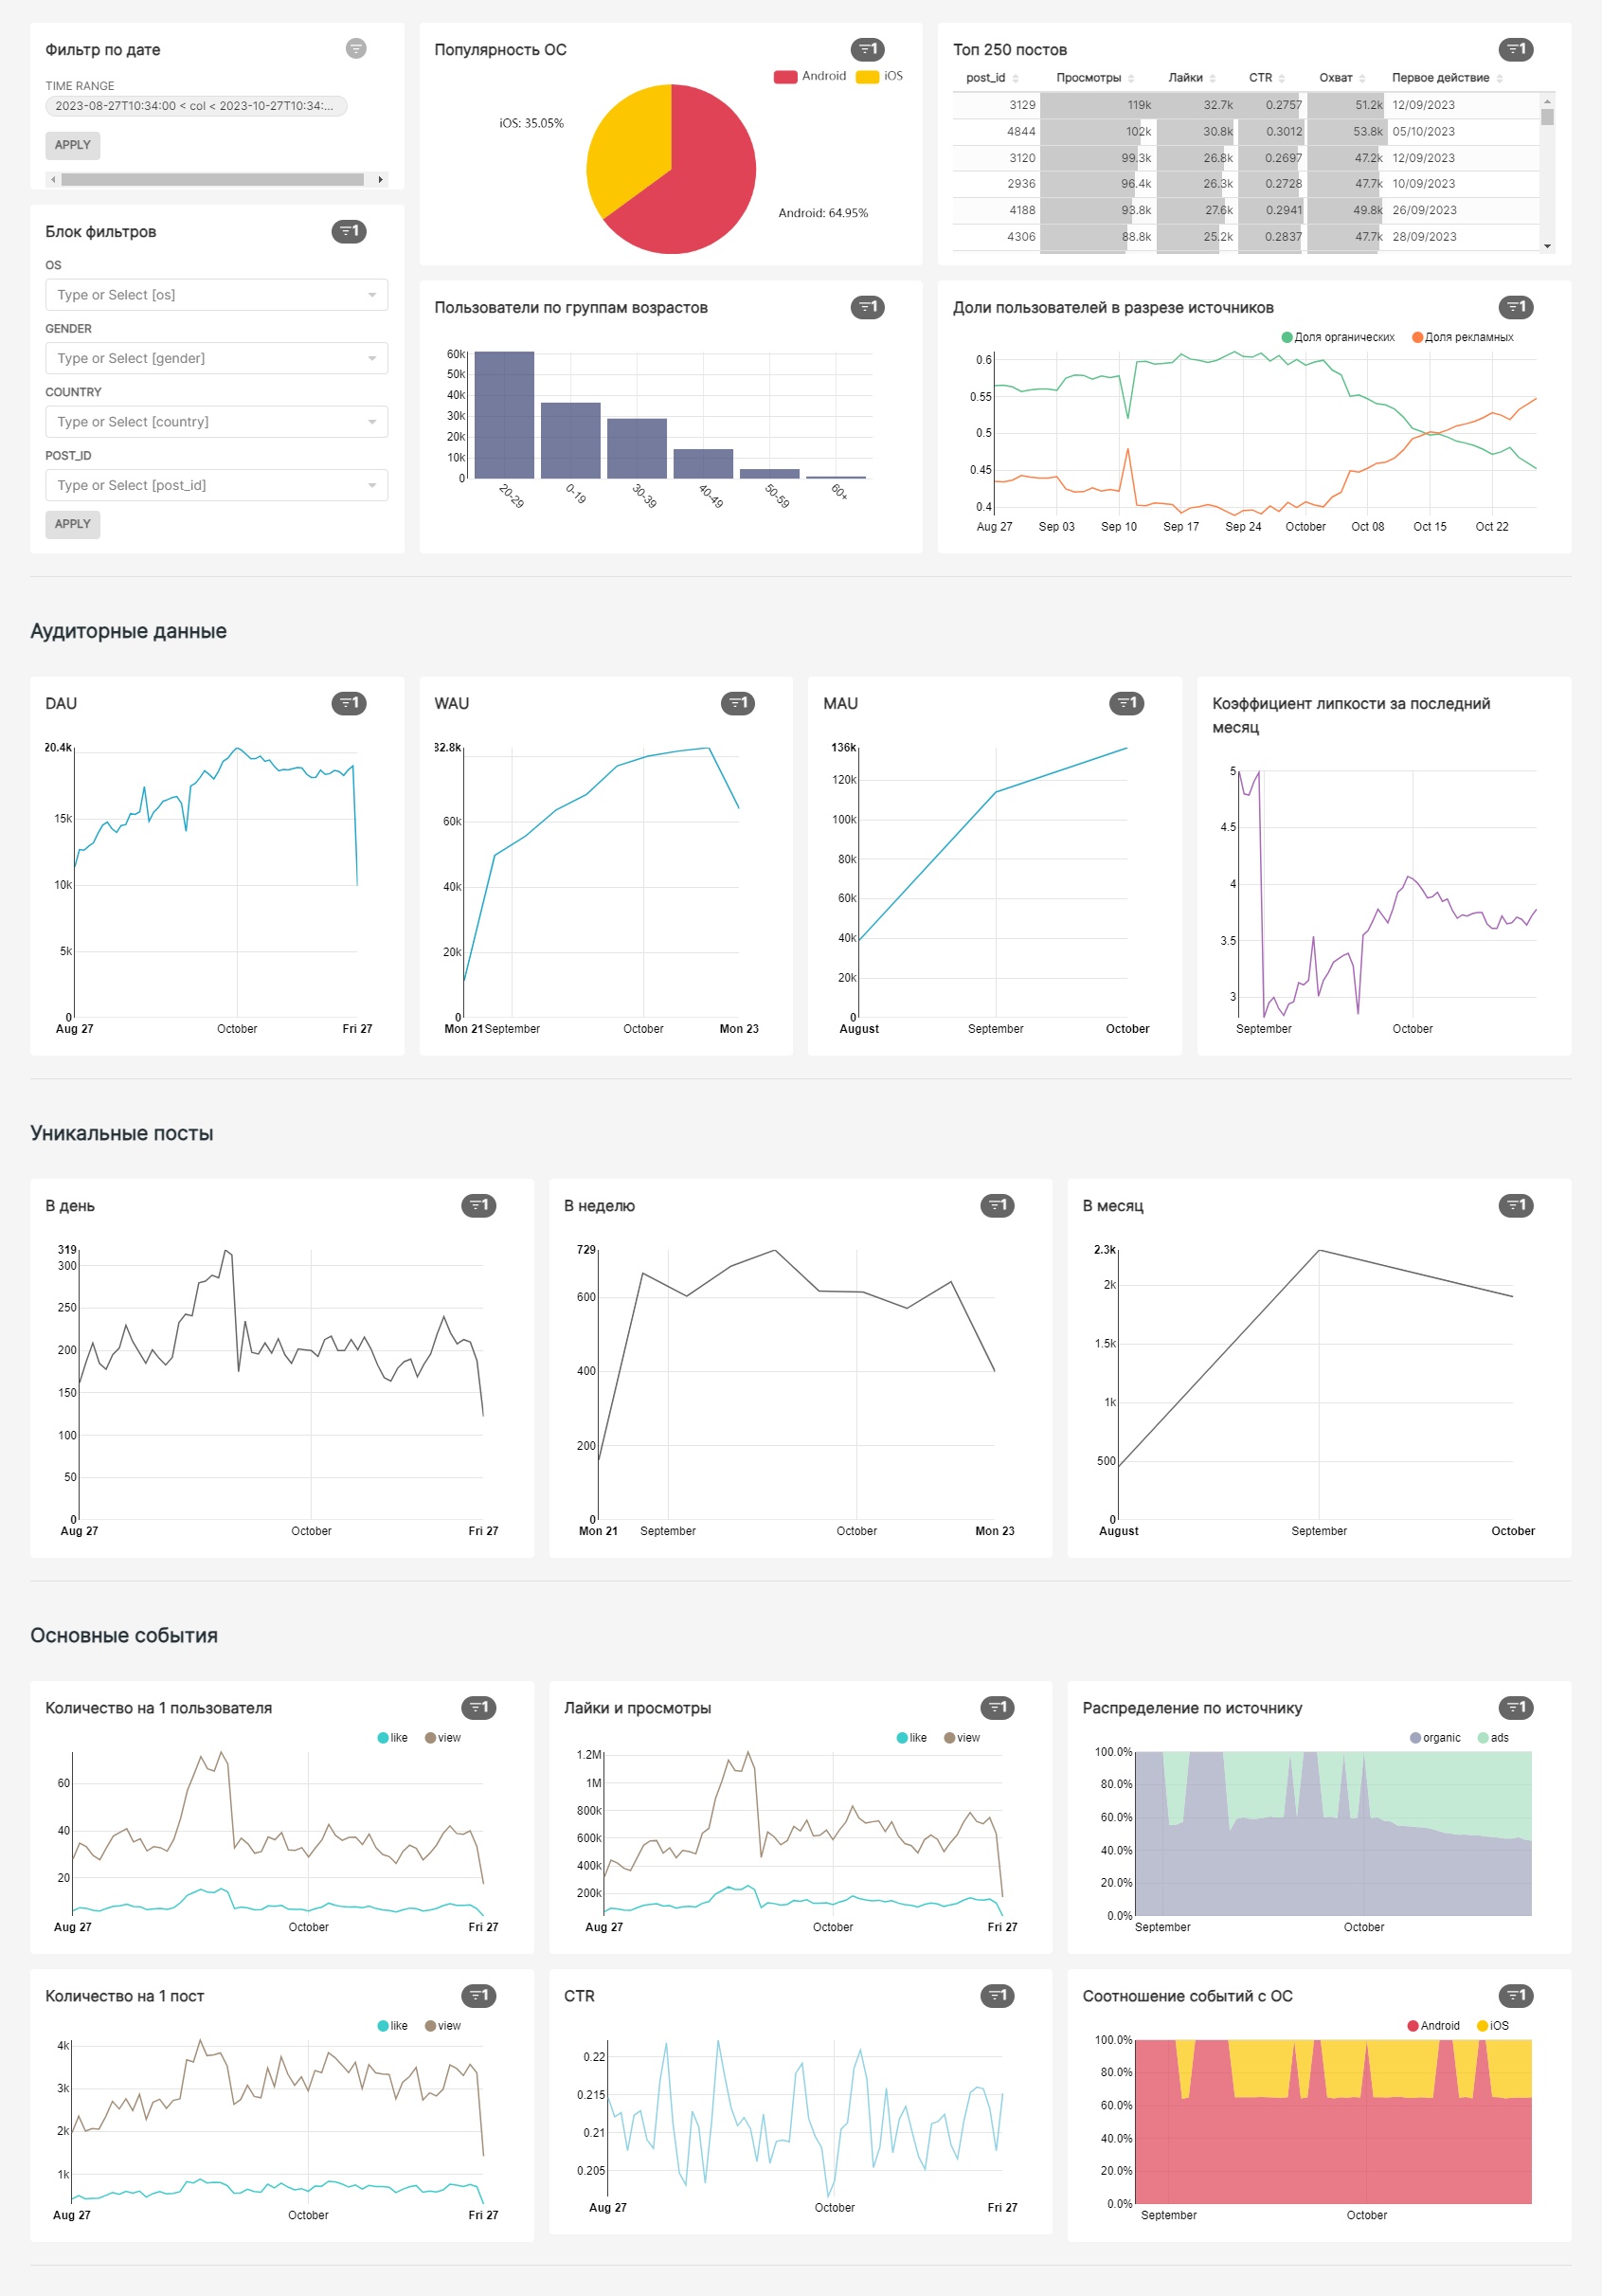 Фильтр по дате
TIME RANGE
2023-08-27T10:34:00 < col < 2023-10-27T10:34:...
APPLY
Популярность ОС
1
Android
iOS
iOS: 35.05%
Android: 64.95%
Топ 250 постов
1
post_id Просмотры Лайки CTR Охват Первое действие
3129 119k 32.7k 0.2757 51.2k 12/09/2023
4844 102k 30.8k 0.3012 53.8k 05/10/2023
3120 99.3k 26.8k 0.2697 47.2k 12/09/2023
2936 96.4k 26.3k 0.2728 47.7k 10/09/2023
4188 93.8k 27.6k 0.2941 49.8k 26/09/2023
4306 88.8k 25.2k 0.2837 47.7k 28/09/2023
Блок фильтров
1
OS
Type or Select [os]
GENDER
Type or Select [gender]
COUNTRY
Type or Select [country]
POST_ID
Type or Select [post_id]
APPLY
Пользователи по группам возрастов
1
60k
50k
40k
30k
20k
10k
0
20-29 0-19 30-39 40-49 50-59 60+
Доли пользователей в разрезе источников
1
Доля органических Доля рекламных
0.6
0.55
0.5
0.45
0.4
Aug 27 Sep 03 Sep 10 Sep 17 Sep 24 October Oct 08 Oct 15 Oct 22
Аудиторные данные
DAU
1
20.4k
15k
10k
5k
0
Aug 27 October Fri 27
WAU
1
82.8k
60k
40k
20k
0
Mon 21 September October Mon 23
MAU
1
136k
120k
100k
80k
60k
40k
20k
0
August September October
Коэффициент липкости за последний
месяц
5
4.5
4
3.5
3
September October
Уникальные посты
В день
1
319
300
250
200
150
100
50
0
Aug 27 October Fri 27
В неделю
1
729
600
400
200
0
Mon 21 September October Mon 23
В месяц
1
2.3k
2k
1.5k
1k
500
0
August September October
Основные события
Количество на 1 пользователя
1
like view
60
40
20
Aug 27 October Fri 27
Лайки и просмотры
1
like view
1.2M
1M
800k
600k
400k
200k
Aug 27 October Fri 27
Распределение по источнику
1
organic ads
100.0%
80.0%
60.0%
40.0%
20.0%
0.0%
September October
Количество на 1 пост
1
like view
4k
3k
2k
1k
Aug 27 October Fri 27
CTR
1
0.22
0.215
0.21
0.205
Aug 27 October Fri 27
Соотношение событий с ОС
1
Android iOS
100.0%
80.0%
60.0%
40.0%
20.0%
0.0%
September October